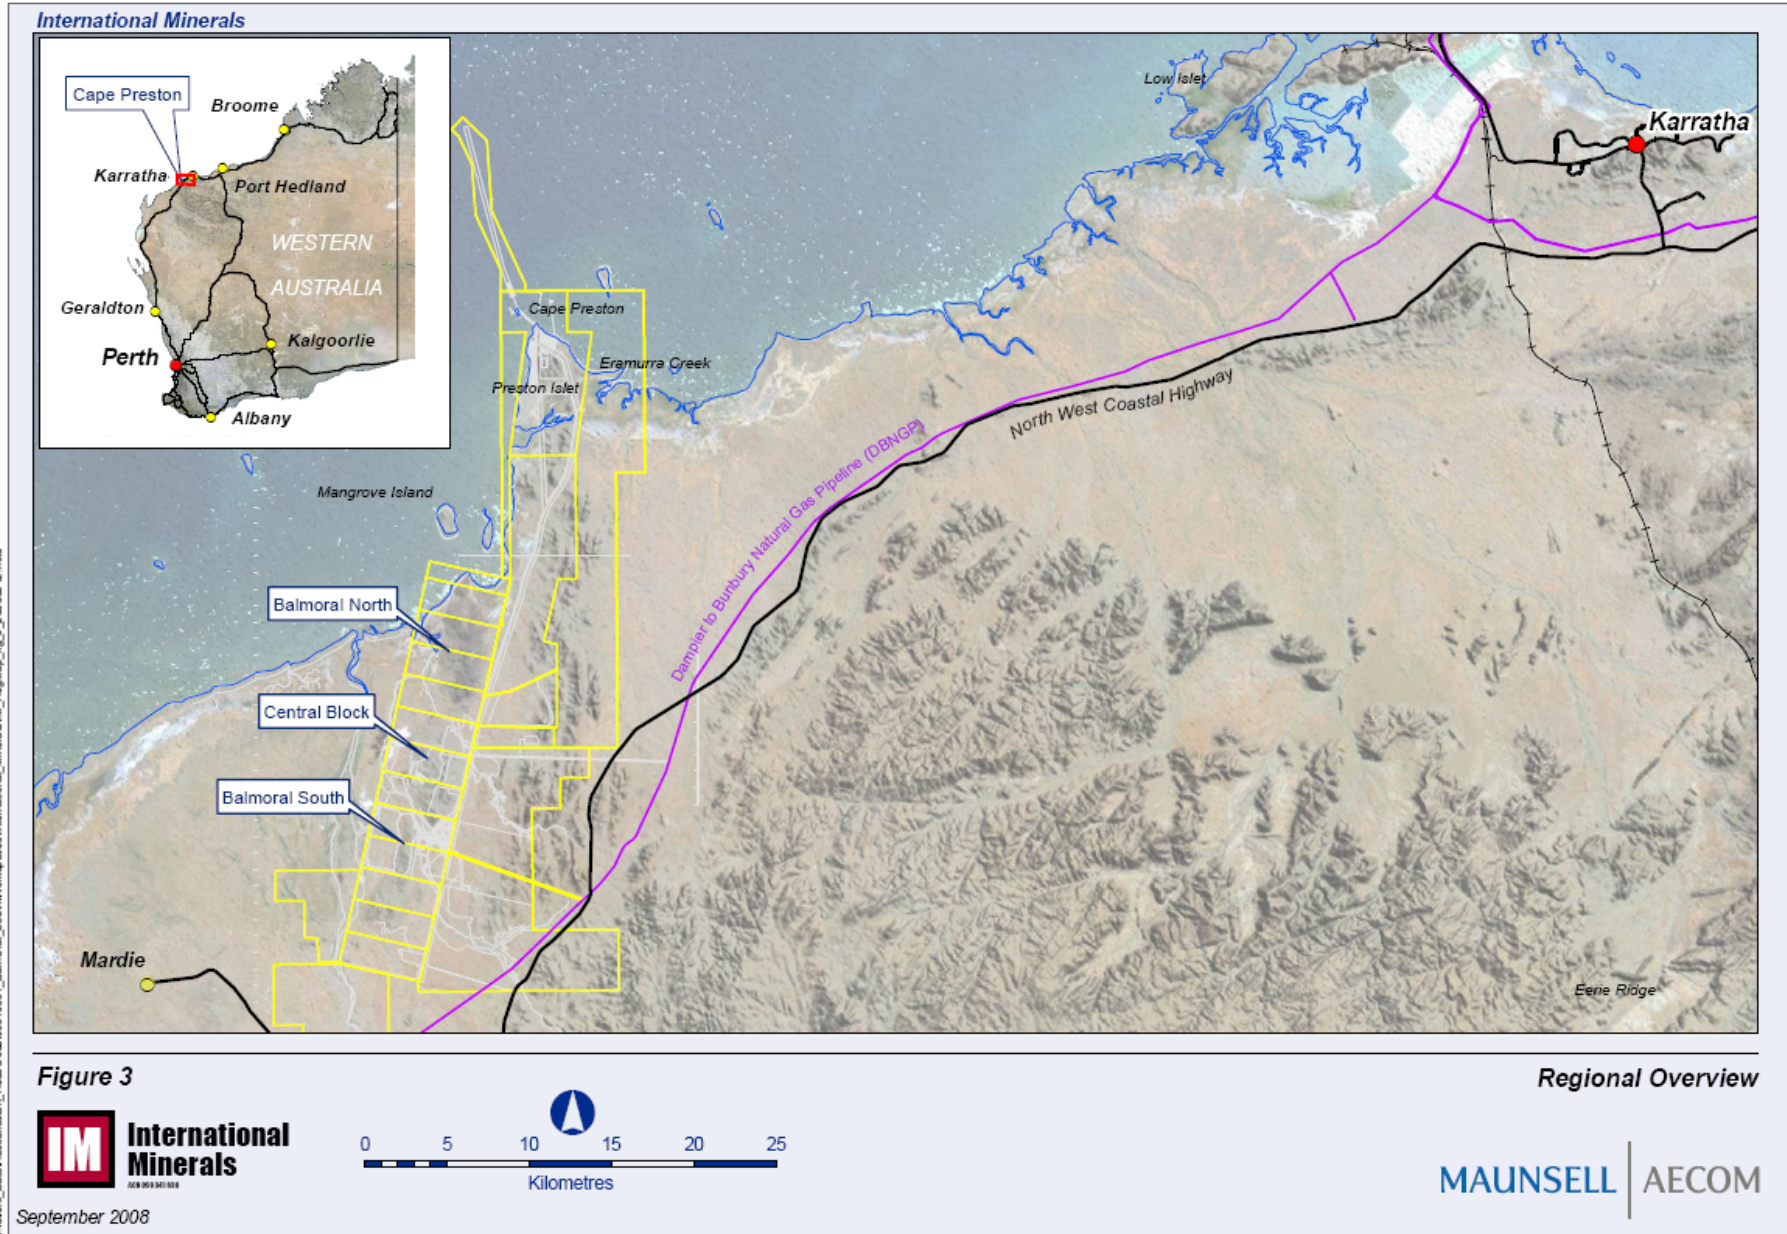 International Minerals
Cape Preston
Broome
Karratha
Port Hedland
WESTERN
AUSTRALIA
Geraldton
Kalgoorlie
Perth
Albany
Low Islet
Karratha
Cape Preston
Eramurra Creek
Preston Islet
North West Coastal Highway
Dampier to Bunbury Natural Gas Pipeline (DBNGP)
Mangrove Island
Balmoral North
Central Block
Balmoral South
Mardie
Eerie Ridge
Figure 3
Regional Overview
IM
International
Minerals
0 5 10 15 20 25
Kilometres
MAUNSELL | AECOM
September 2008